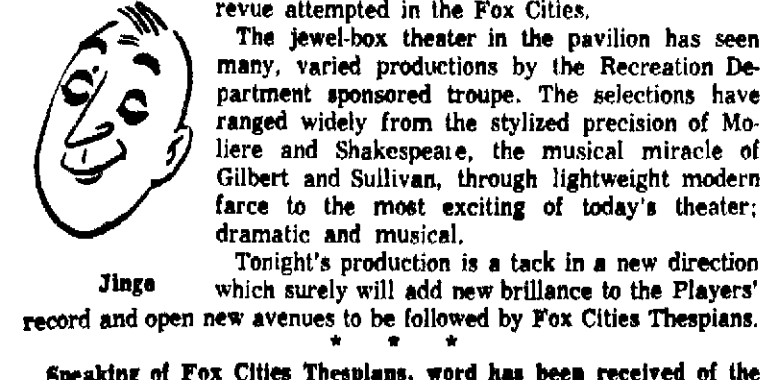 revue attempted in the Fox Cities.
The jewel-box theater in the pavilion has seen
many, varied productions by the Recreation De-
partment sponsored troupe. The selections have
ranged widely from the stylized precision of Mo-
liere and Shakespeare, the musical miracle of
Gilbert and Sullivan, through lightweight modern
farce to the most exciting of today's theater;
dramatic and musical.
Tonight's production is a tack in a new direction
Jinge
which surely will add new brillance to the Players'
record and open new avenues to be followed by Fox Cities Thespians.
* * *
Speaking of Fox Cities Thespians, word has been received of the